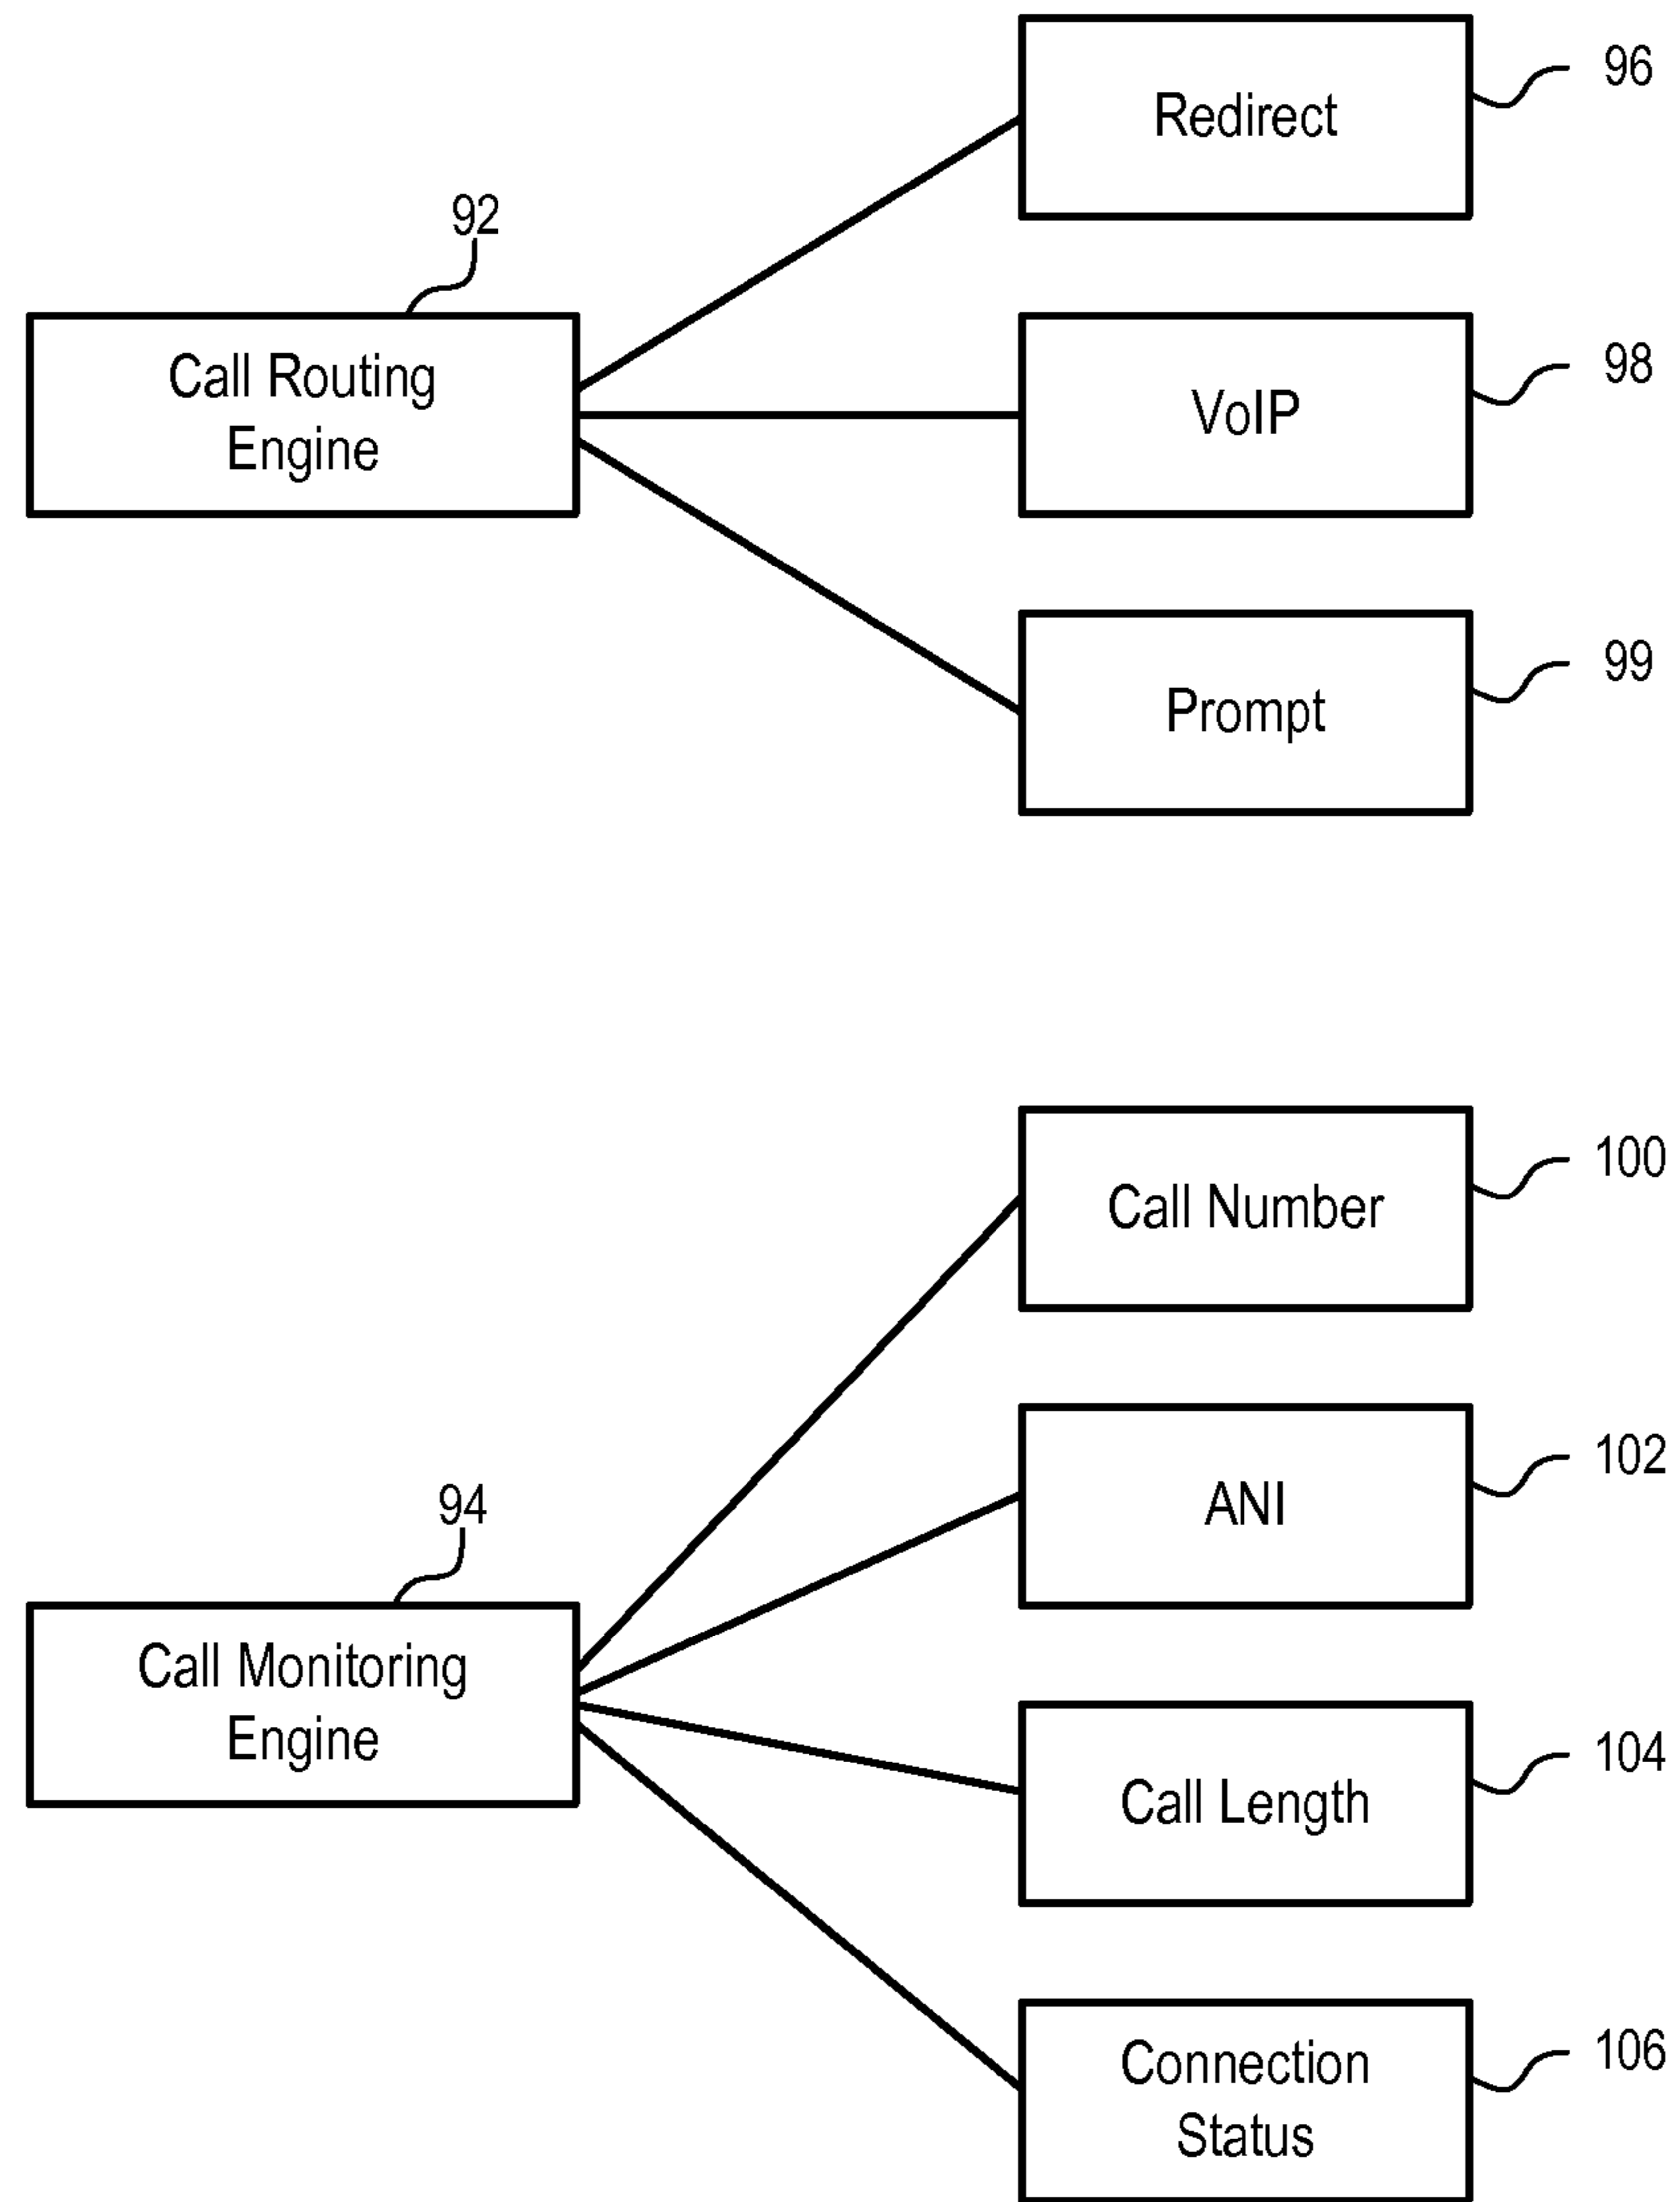 96
Redirect
92
98
Call Routing
Engine
VoIP
99
Prompt
100
Call Number
102
ANI
94
Call Monitoring
Engine
104
Call Length
106
Connection
Status